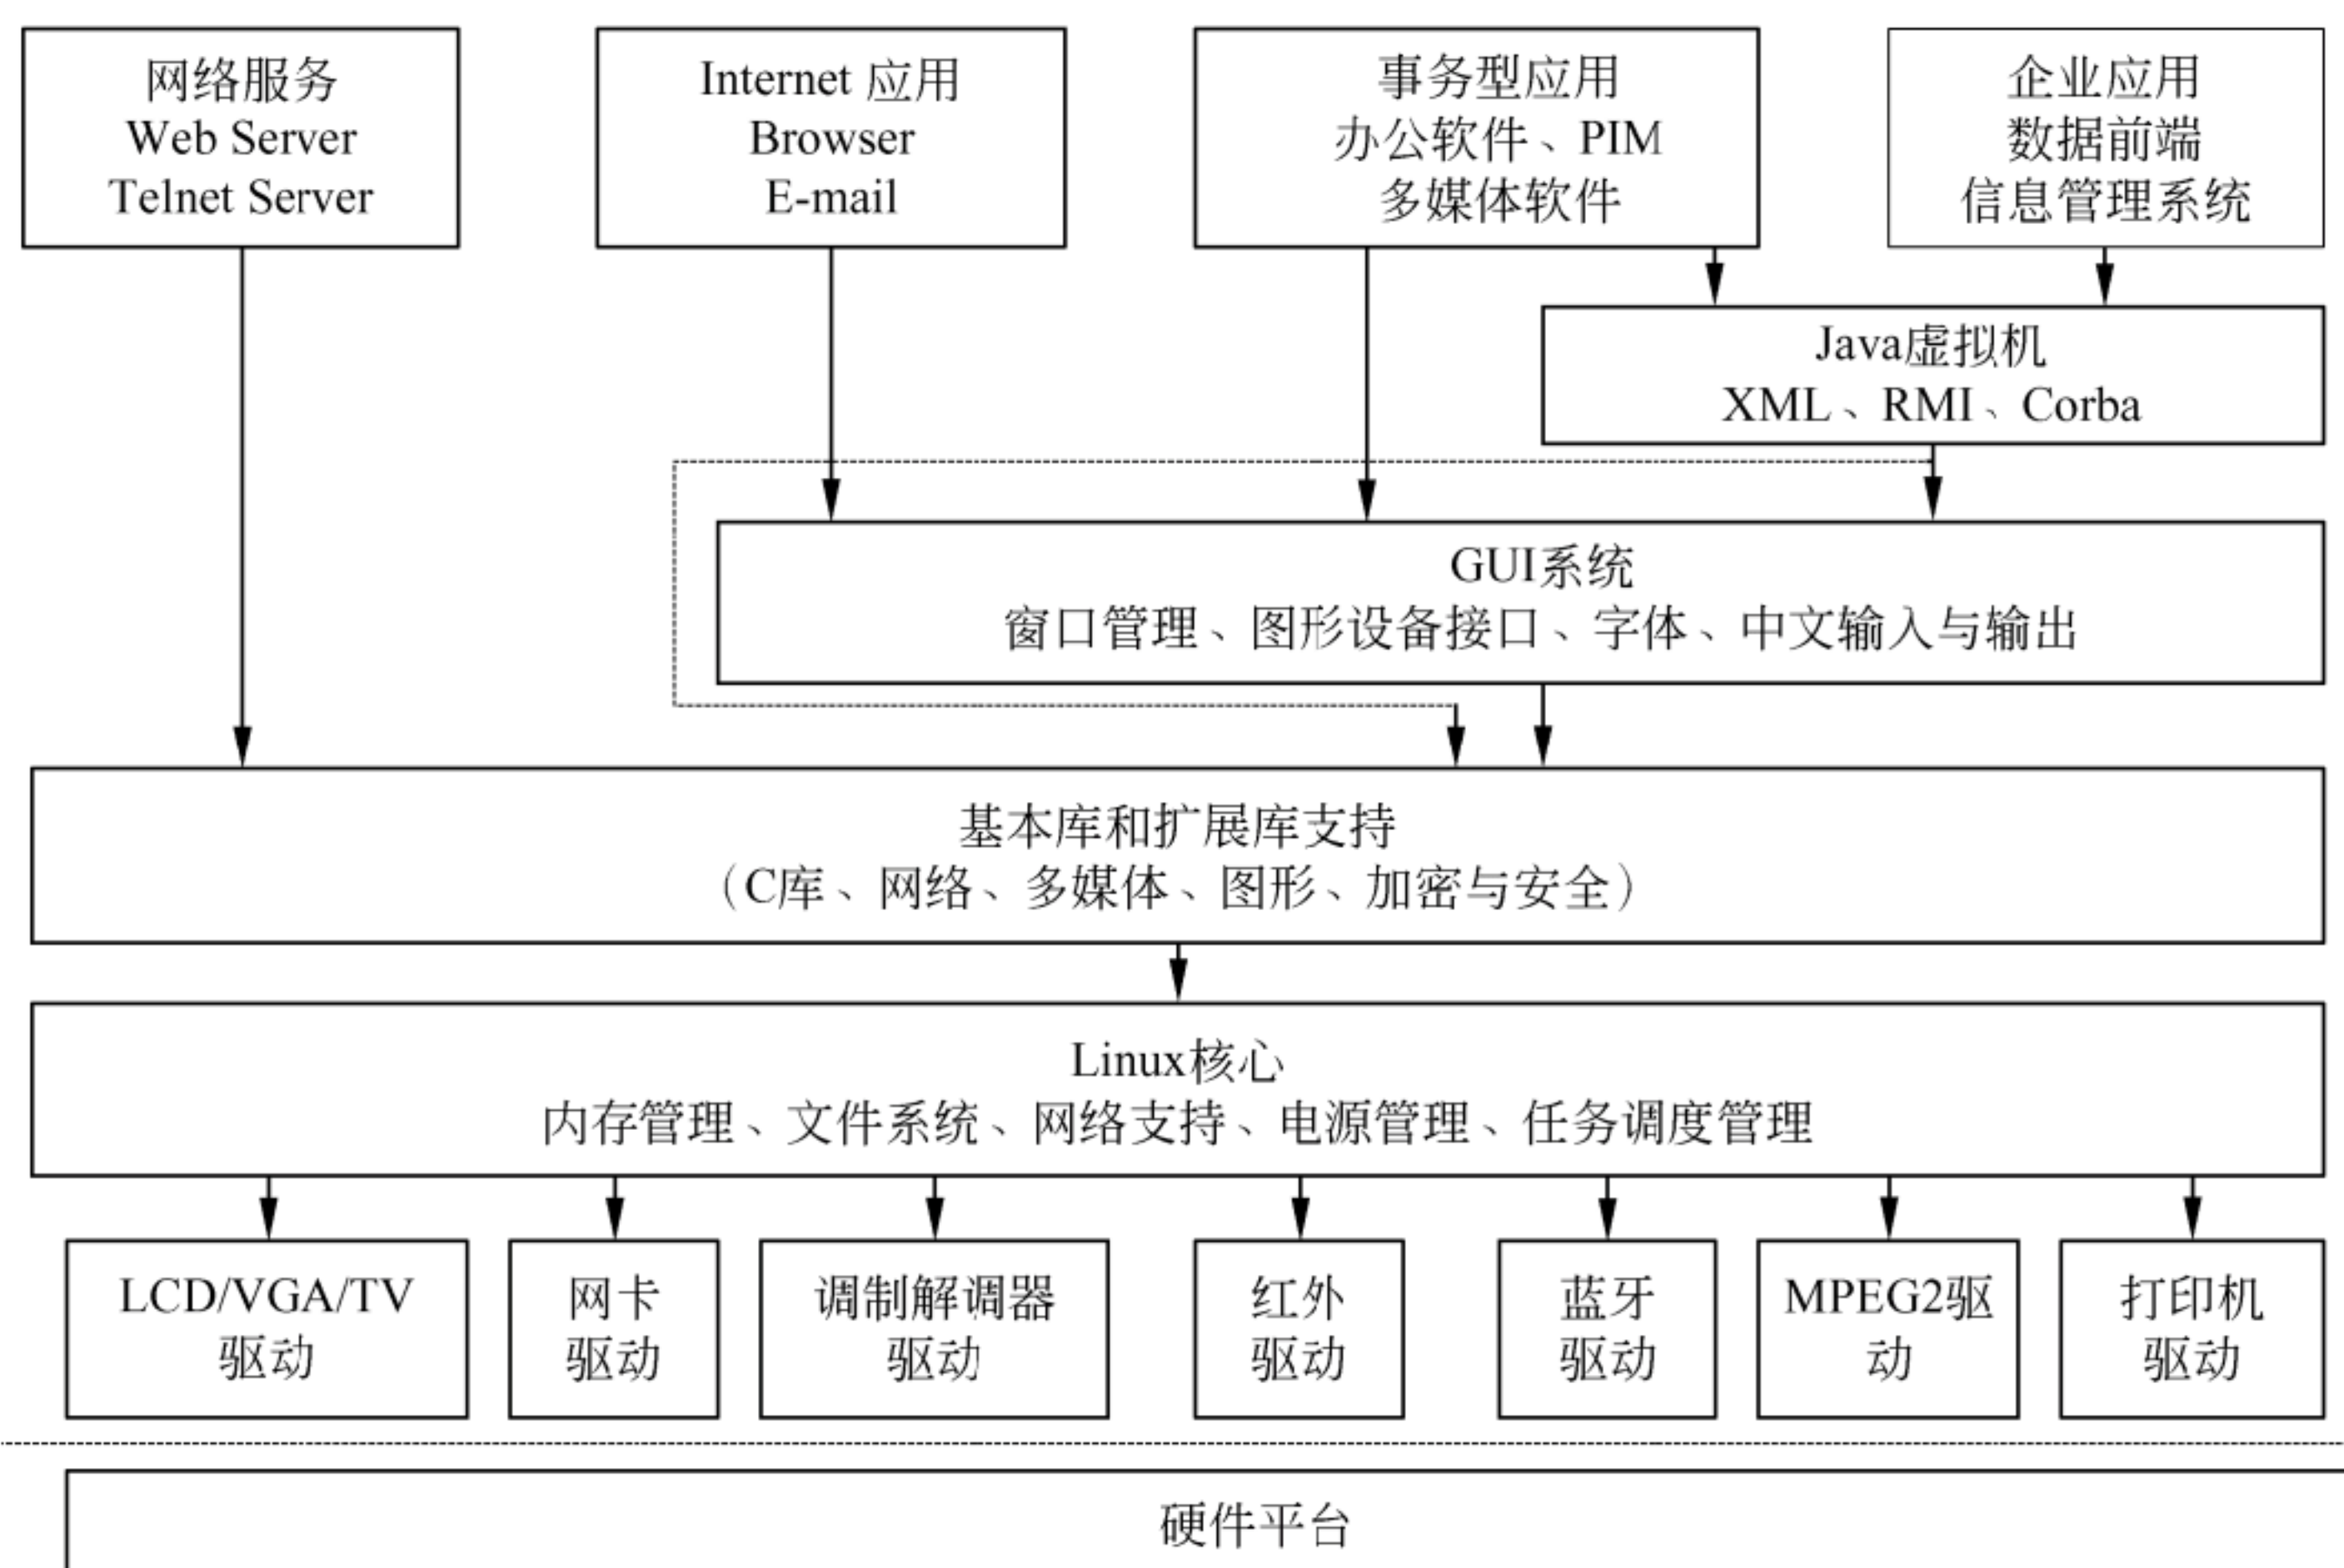 网络服务
Web Server
Telnet Server
Internet 应用
Browser
E-mail
事务型应用
办公软件、PIM
多媒体软件
企业应用
数据前端
信息管理系统
Java虚拟机
XML、RMI、Corba
GUI系统
窗口管理、图形设备接口、字体、中文输入与输出
基本库和扩展库支持
（C库、网络、多媒体、图形、加密与安全）
Linux核心
内存管理、文件系统、网络支持、电源管理、任务调度管理
LCD/VGA/TV
驱动
网卡
驱动
调制解调器
驱动
红外
驱动
蓝牙
驱动
MPEG2驱
动
打印机
驱动
硬件平台